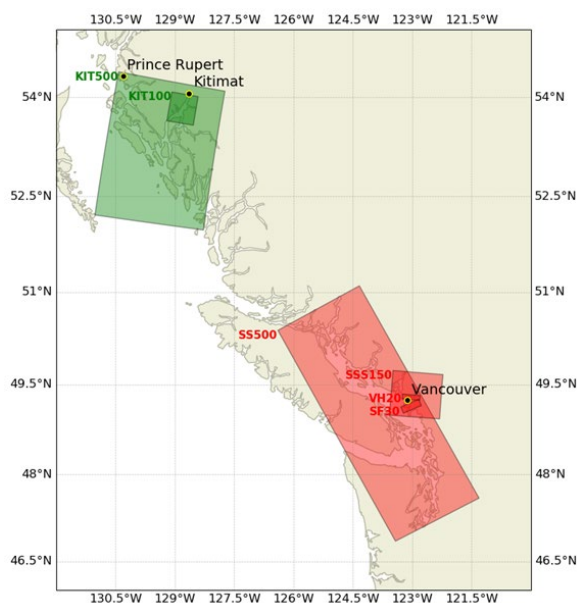 130.5°W 129°W 127.5°W 126°W 124.5°W 123°W 121.5°W
Prince Rupert
KIT500
Kitimat
KIT100
54°N 54°N
52.5°N 52.5°N
51°N 51°N
SS500
49.5°N 49.5°N
SSS150
Vancouver
VH20
SF30
48°N 48°N
46.5°N 46.5°N
130.5°W 129°W 127.5°W 126°W 124.5°W 123°W 121.5°W